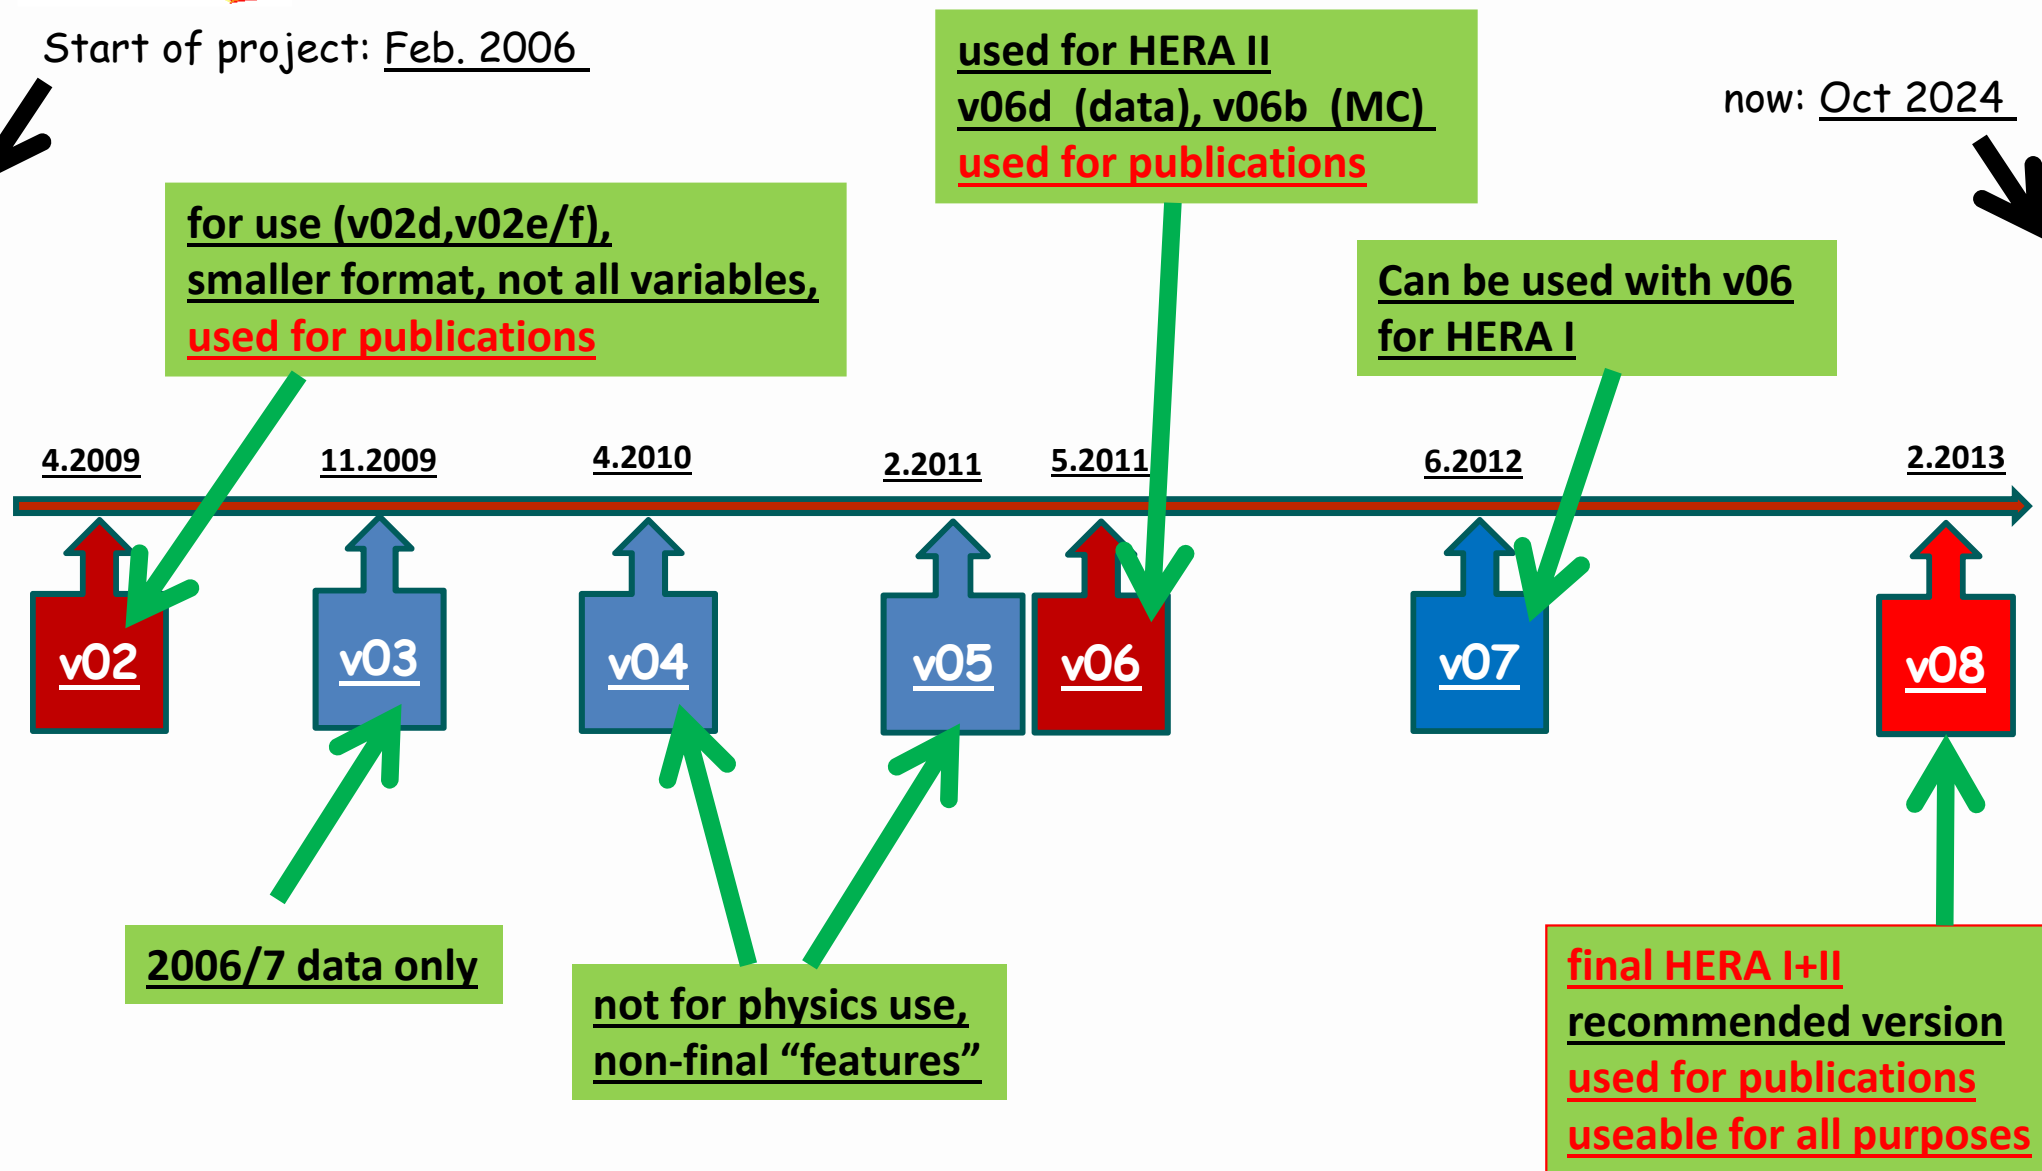 Start of project: Feb. 2006
now: Oct 2024
used for HERA II
v06d (data), v06b (MC)
used for publications
for use (v02d,v02e/f),
smaller format, not all variables,
used for publications
Can be used with v06
for HERA I
4.2009
11.2009
4.2010
2.2011
5.2011
6.2012
2.2013
v02
v03
v04
v05
v06
v07
v08
2006/7 data only
not for physics use,
non-final “features”
final HERA I+II
recommended version
used for publications
useable for all purposes